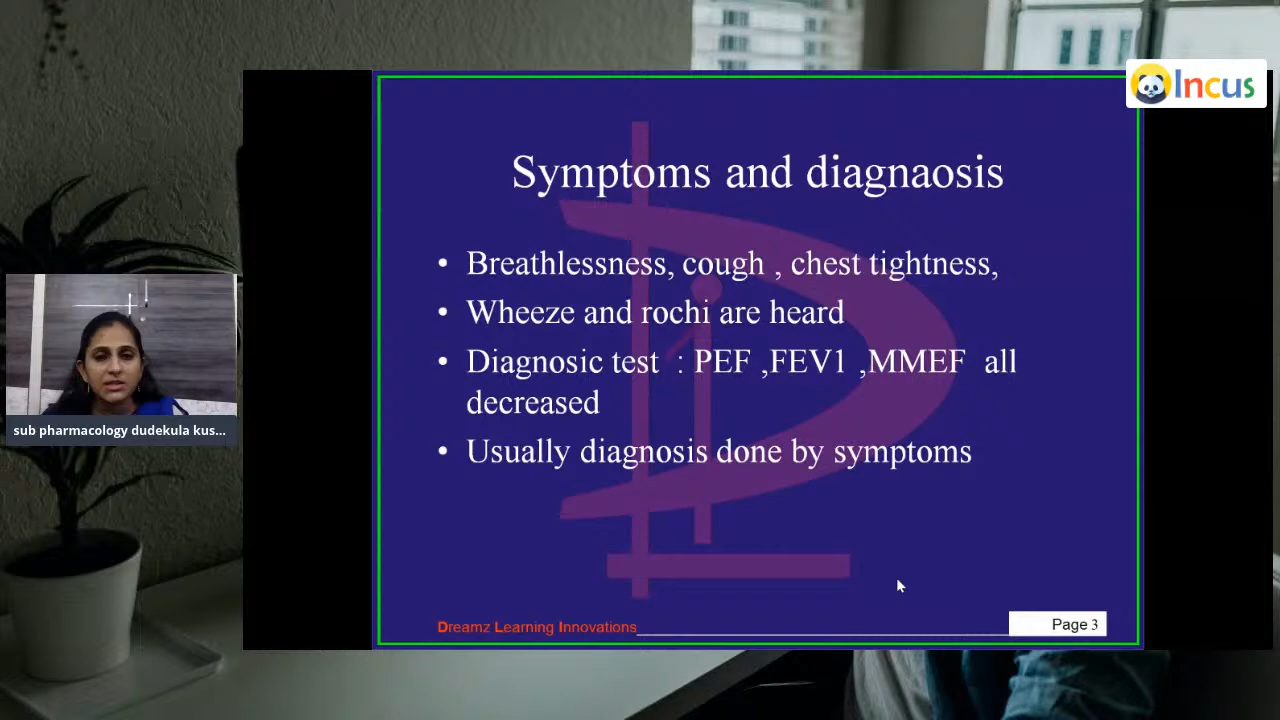 Incus
Symptoms and diagnaosis
• Breathlessness, cough , chest tightness,
• Wheeze and rochi are heard
• Diagnosic test : PEF ,FEV1 ,MMEF all
decreased
• Usually diagnosis done by symptoms
sub pharmacology dudekula kus...
Dreamz Learning Innovations
Page 3